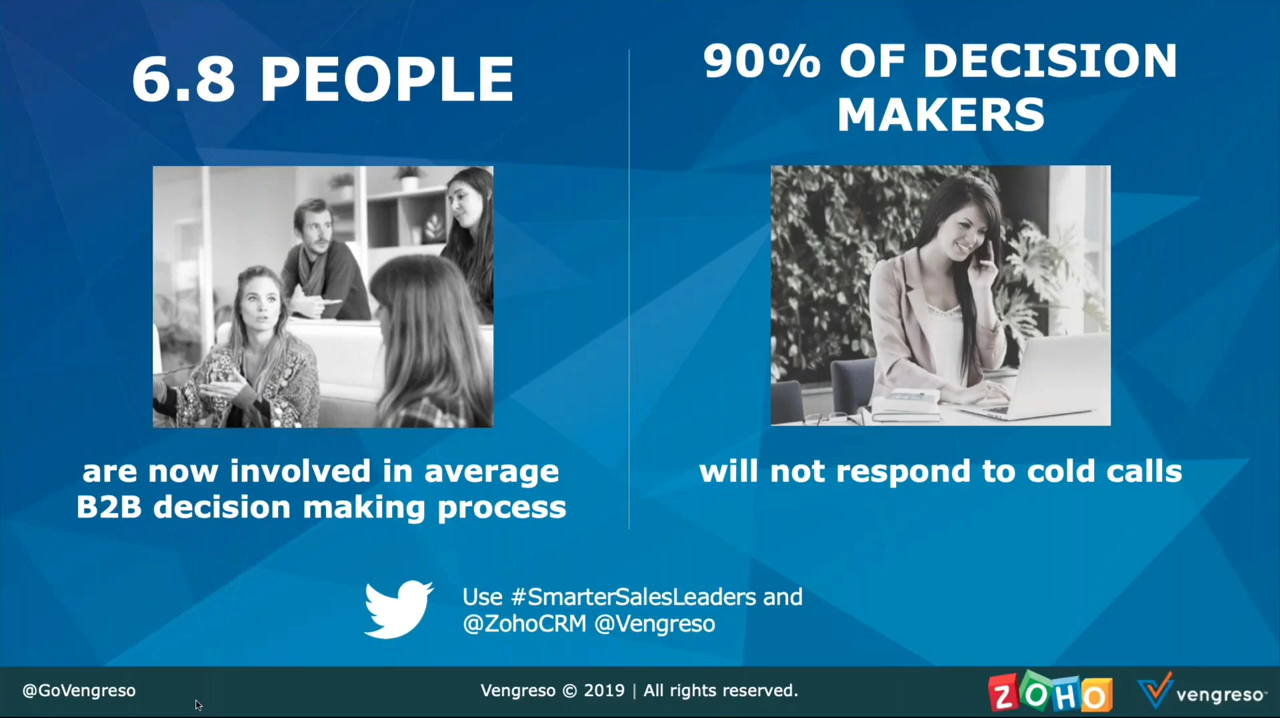 6.8 PEOPLE
are now involved in average
B2B decision making process
90% OF DECISION
MAKERS
will not respond to cold calls
Use #SmarterSalesLeaders and
@ZohoCRM @Vengreso
@GoVengreso
Vengreso © 2019 | All rights reserved.
ZOHO
vengreso